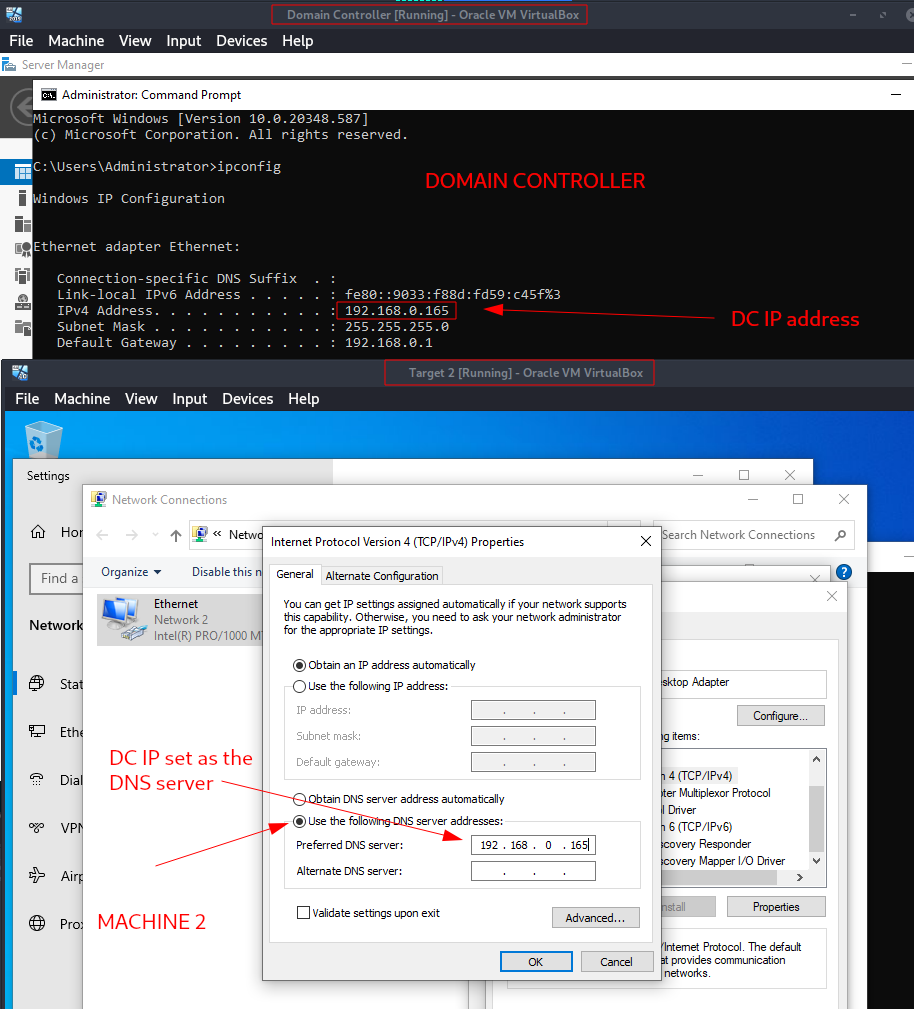 Domain Controller [Running] - Oracle VM VirtualBox
File Machine View Input Devices Help
Server Manager
Administrator: Command Prompt
Microsoft Windows [Version 10.0.20348.587]
(c) Microsoft Corporation. All rights reserved.
C:\Users\Administrator>ipconfig
DOMAIN CONTROLLER
Windows IP Configuration
Ethernet adapter Ethernet:
Connection-specific DNS Suffix . :
Link-local IPv6 Address . . . . . : fe80::9033:f88d:fd59:c45f%3
IPv4 Address. . . . . . . . . . . : 192.168.0.165
DC IP address
Subnet Mask . . . . . . . . . . . : 255.255.255.0
Default Gateway . . . . . . . . . : 192.168.0.1
Target 2 [Running] - Oracle VM VirtualBox
File Machine View Input Devices Help
Settings
Network Connections
Hor
« Netwo
Search Network Connections
Internet Protocol Version 4 (TCP/IPv4) Properties
Find a
Organize
Disable this n
General
Alternate Configuration
Ethernet
Network 2
Intel(R) PRO/1000 MT
You can get IP settings assigned automatically if your network supports
this capability. Otherwise, you need to ask your network administrator
for the appropriate IP settings.
Network
Obtain an IP address automatically
Use the following IP address:
IP address:
Subnet mask:
Default gateway:
Stat
Ethe
Dial
VPN
Airp
Prox
sktop Adapter
Configure...
ng items:
n 4 (TCP/IPv4)
pter Multiplexor Protocol
l Driver
n 6 (TCP/IPv6)
scovery Responder
scovery Mapper I/O Driver
DC IP set as the
DNS server
Obtain DNS server address automatically
Use the following DNS server addresses:
Preferred DNS server: 192 . 168 . 0 . 165
Alternate DNS server:
MACHINE 2
Validate settings upon exit
Advanced...
OK
Cancel
nstall
Properties
/Internet Protocol. The default
at provides communication
networks.